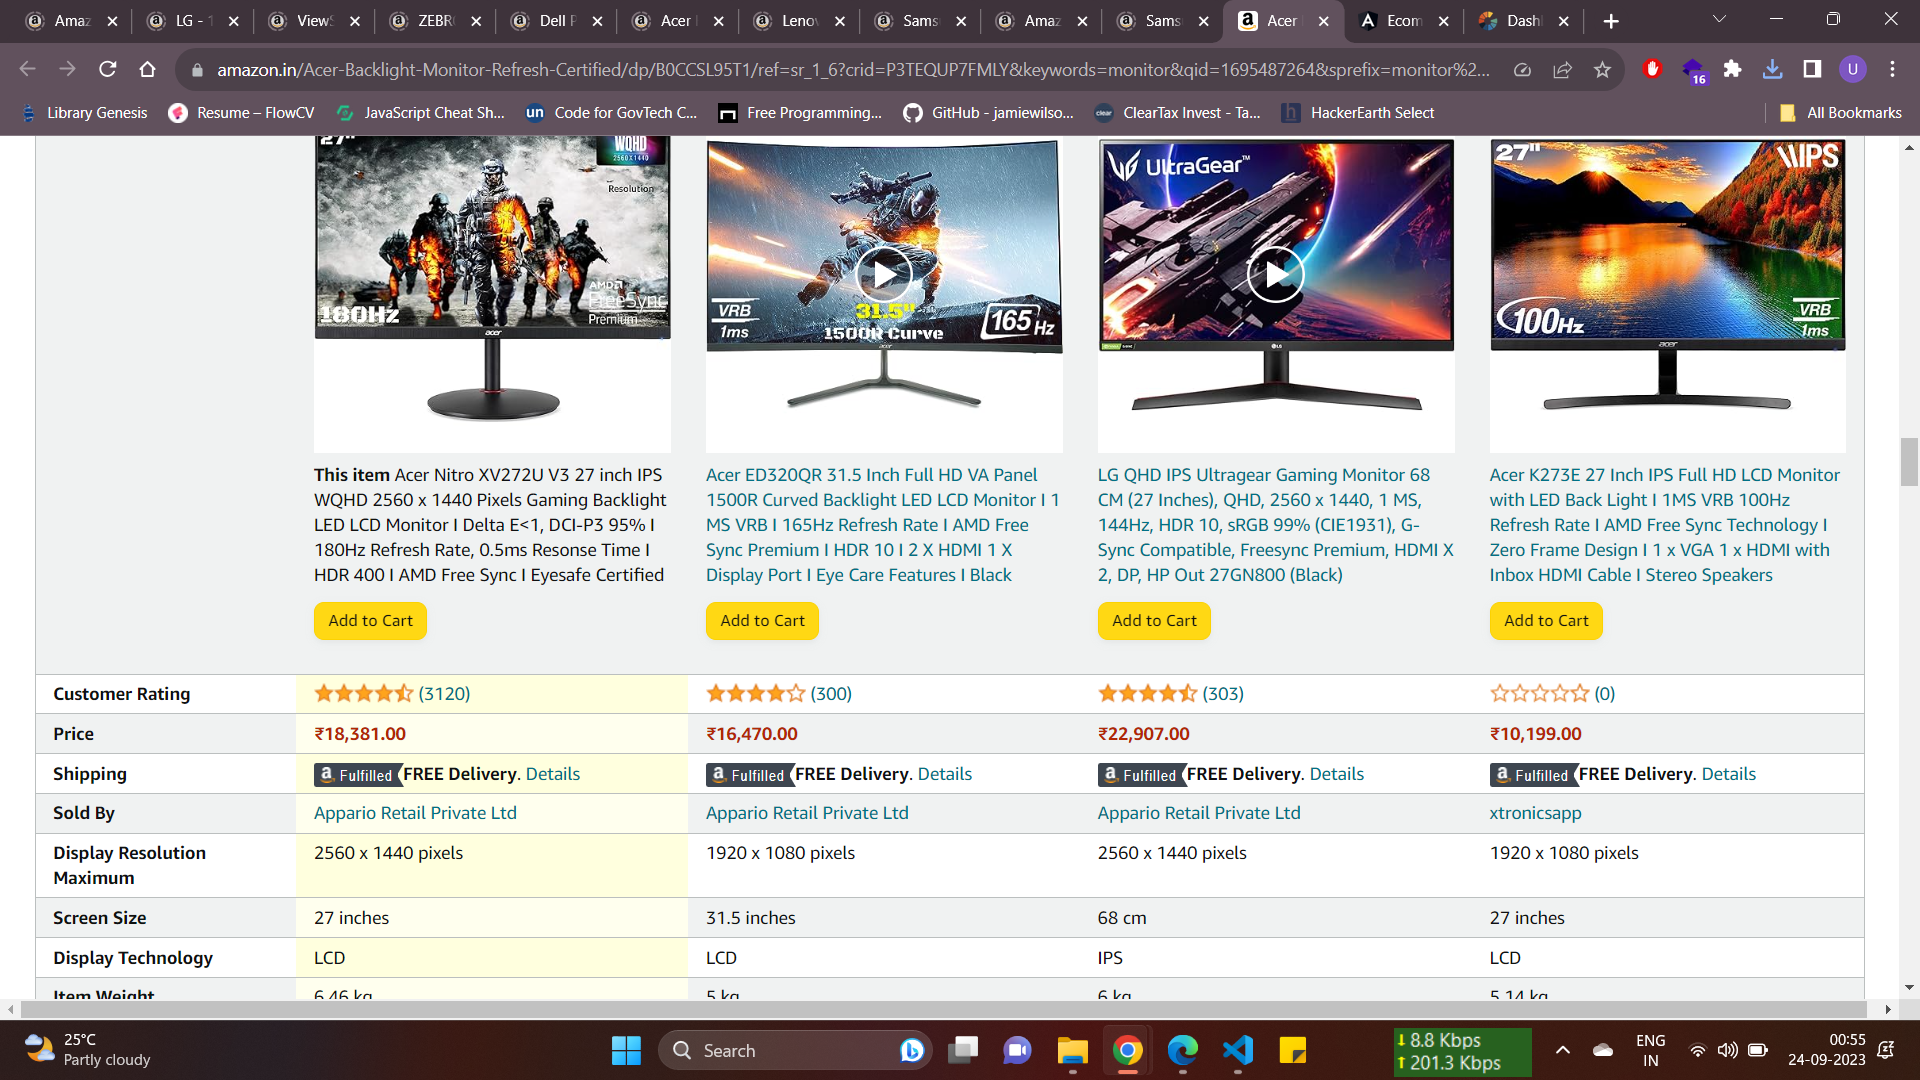 Amaz
LG - 1
View
ZEBR
Dell P
Acer
Leno
Sams
Amaz
Sams
Acer
Ecom
Dash
amazon.in/Acer-Backlight-Monitor-Refresh-Certified/dp/B0CCSL95T1/ref=sr_1_6?crid=P3TEQUP7FMLY&keywords=monitor&qid=1695487264&sprefix=monitor%2...
16
U
Library Genesis
Resume – FlowCV
JavaScript Cheat Sh...
un Code for GovTech C...
Free Programming...
GitHub - jamiewilso...
clear ClearTax Invest - Ta...
h HackerEarth Select
All Bookmarks
27"
WQHD
2560X1440
Resolution
AMD
FreeSync
Premium
180Hz
acer
VRB
1ms
31.5"
1500R Curve
165 Hz
acer
UltraGear™
LG
27"
IPS
100Hz
VRB
1ms
acer
This item Acer Nitro XV272U V3 27 inch IPS
WQHD 2560 x 1440 Pixels Gaming Backlight
LED LCD Monitor I Delta E<1, DCI-P3 95% I
180Hz Refresh Rate, 0.5ms Resonse Time I
HDR 400 I AMD Free Sync I Eyesafe Certified
Add to Cart
Acer ED320QR 31.5 Inch Full HD VA Panel
1500R Curved Backlight LED LCD Monitor I 1
MS VRB I 165Hz Refresh Rate I AMD Free
Sync Premium I HDR 10 I 2 X HDMI 1 X
Display Port I Eye Care Features I Black
Add to Cart
LG QHD IPS Ultragear Gaming Monitor 68
CM (27 Inches), QHD, 2560 x 1440, 1 MS,
144Hz, HDR 10, sRGB 99% (CIE1931), G-
Sync Compatible, Freesync Premium, HDMI X
2, DP, HP Out 27GN800 (Black)
Add to Cart
Acer K273E 27 Inch IPS Full HD LCD Monitor
with LED Back Light I 1MS VRB 100Hz
Refresh Rate I AMD Free Sync Technology I
Zero Frame Design I 1 x VGA 1 x HDMI with
Inbox HDMI Cable I Stereo Speakers
Add to Cart
Customer Rating (3120) (300) (303) (0)
Price ₹18,381.00 ₹16,470.00 ₹22,907.00 ₹10,199.00
Shipping a Fulfilled FREE Delivery. Details a Fulfilled FREE Delivery. Details a Fulfilled FREE Delivery. Details a Fulfilled FREE Delivery. Details
Sold By Appario Retail Private Ltd Appario Retail Private Ltd Appario Retail Private Ltd xtronicsapp
Display Resolution 2560 x 1440 pixels 1920 x 1080 pixels 2560 x 1440 pixels 1920 x 1080 pixels
Maximum
Screen Size 27 inches 31.5 inches 68 cm 27 inches
Display Technology LCD LCD IPS LCD
Item Weight 6.46 kg 5 kg 6 kg 5.14 kg
25°C
Partly cloudy
Search
8.8 Kbps
201.3 Kbps
ENG
IN
00:55
24-09-2023